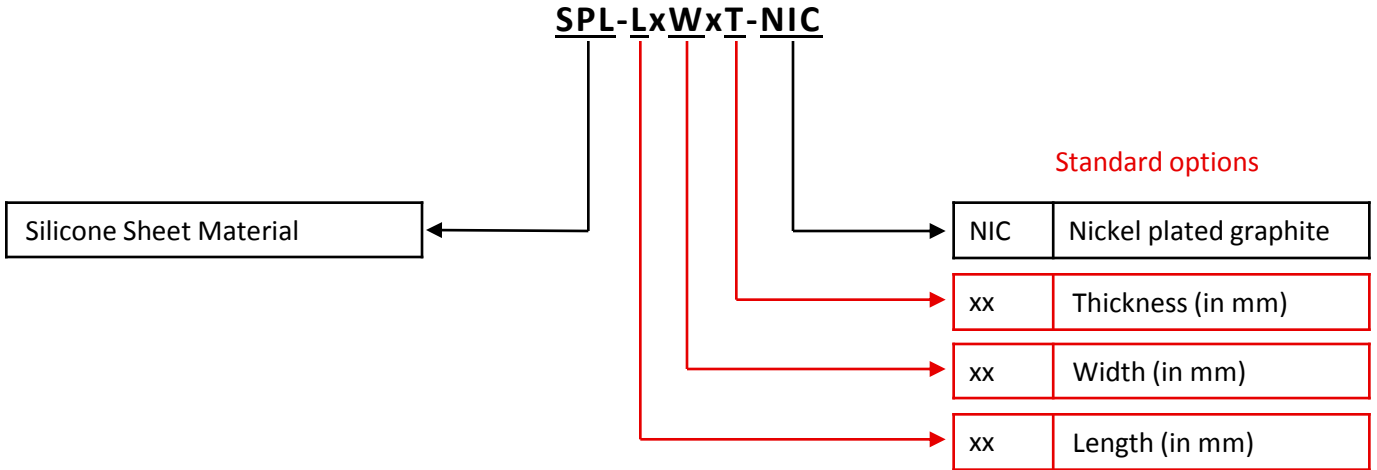 SPL-LxWxT-NIC
Standard options
Silicone Sheet Material
NIC Nickel plated graphite
xx Thickness (in mm)
xx Width (in mm)
xx Length (in mm)